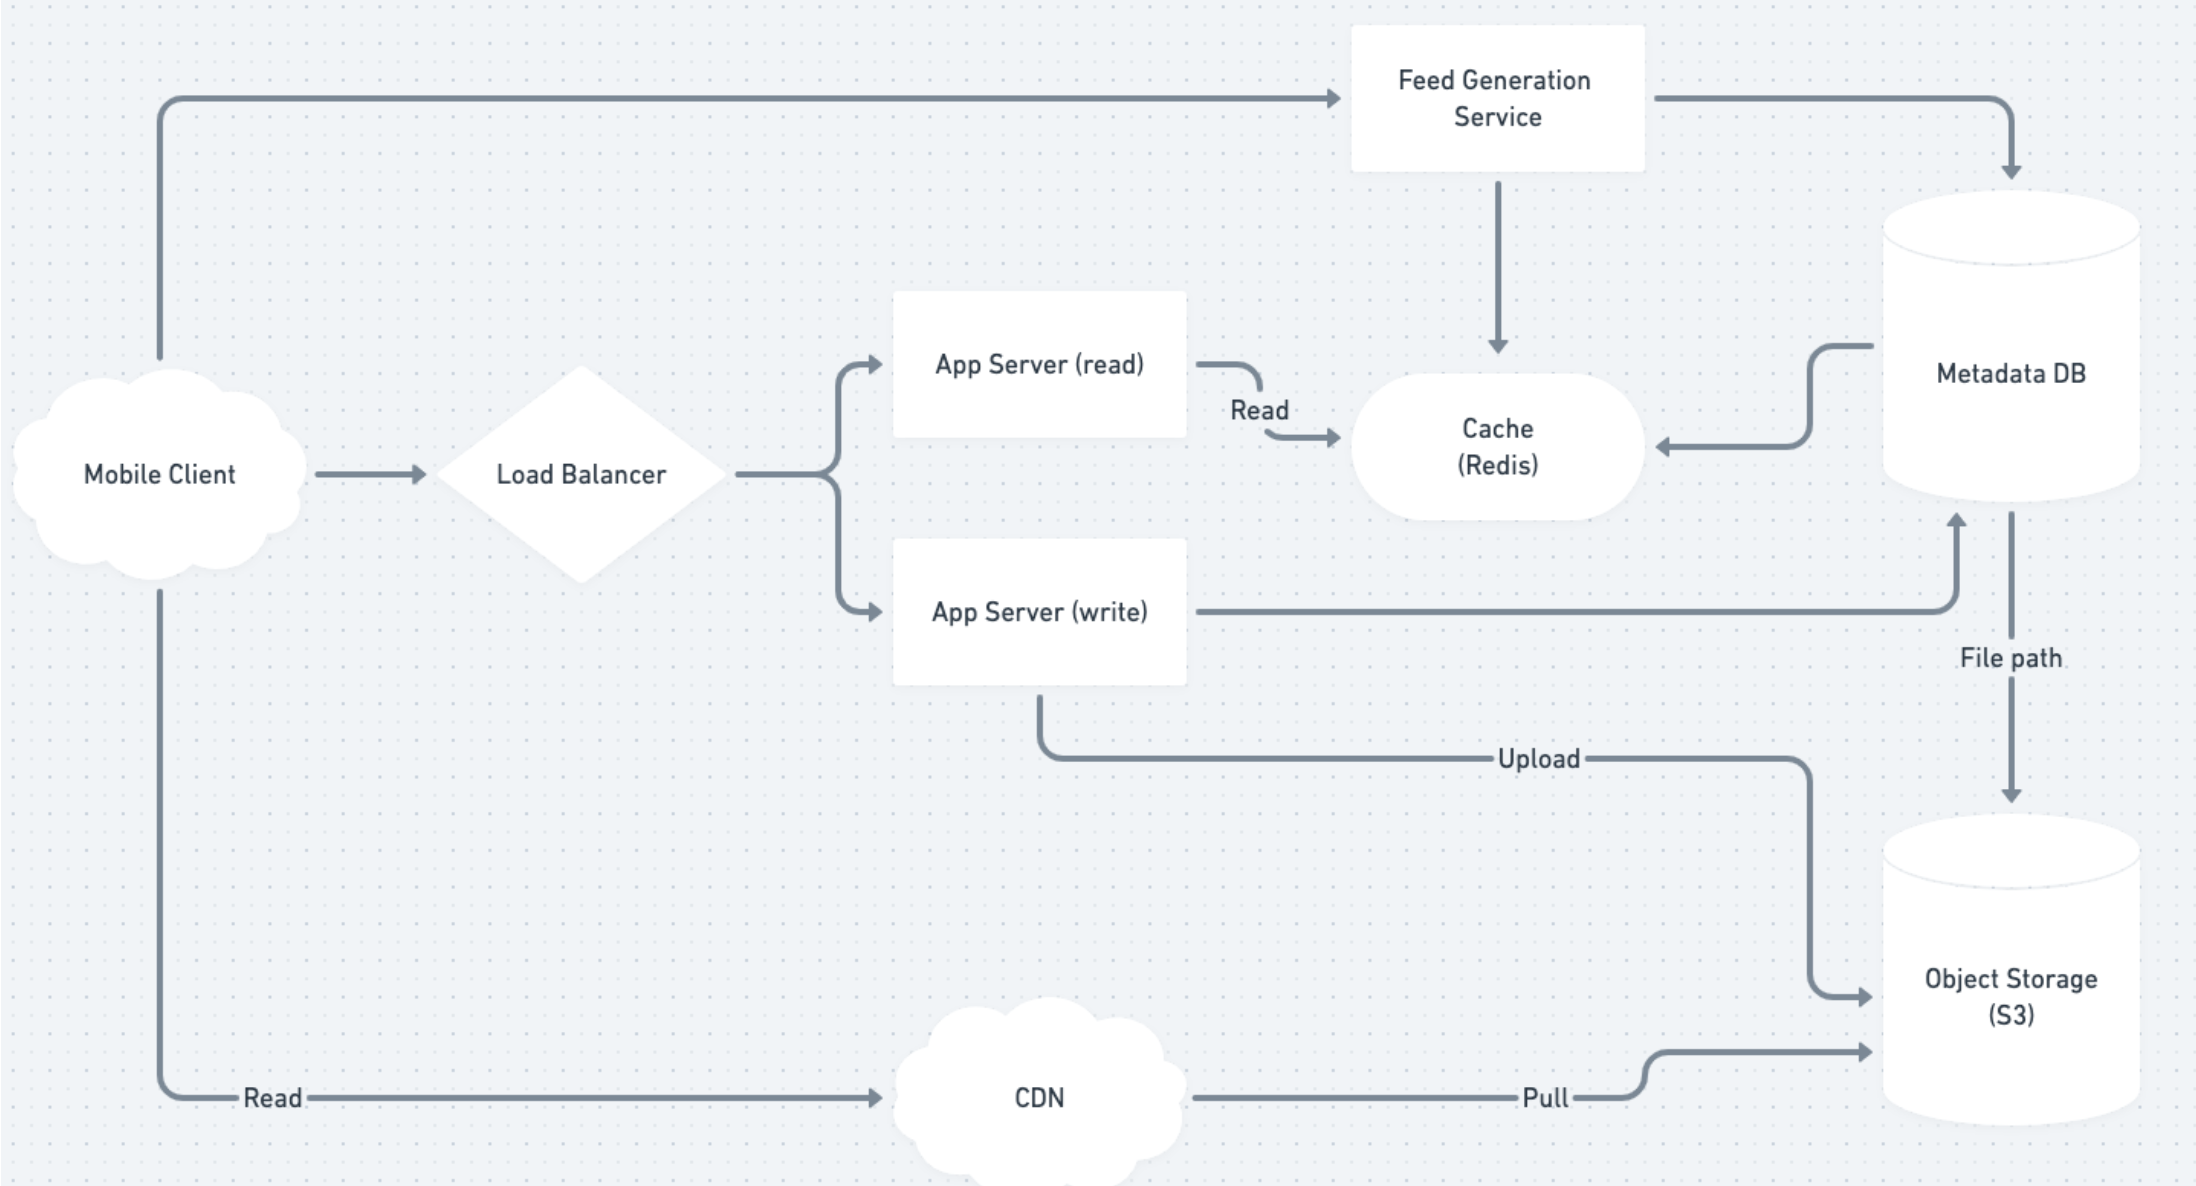 Feed Generation
Service
App Server (read)
Read
Cache
(Redis)
Metadata DB
Mobile Client
Load Balancer
App Server (write)
File path
Upload
Object Storage
(S3)
Read
CDN
Pull